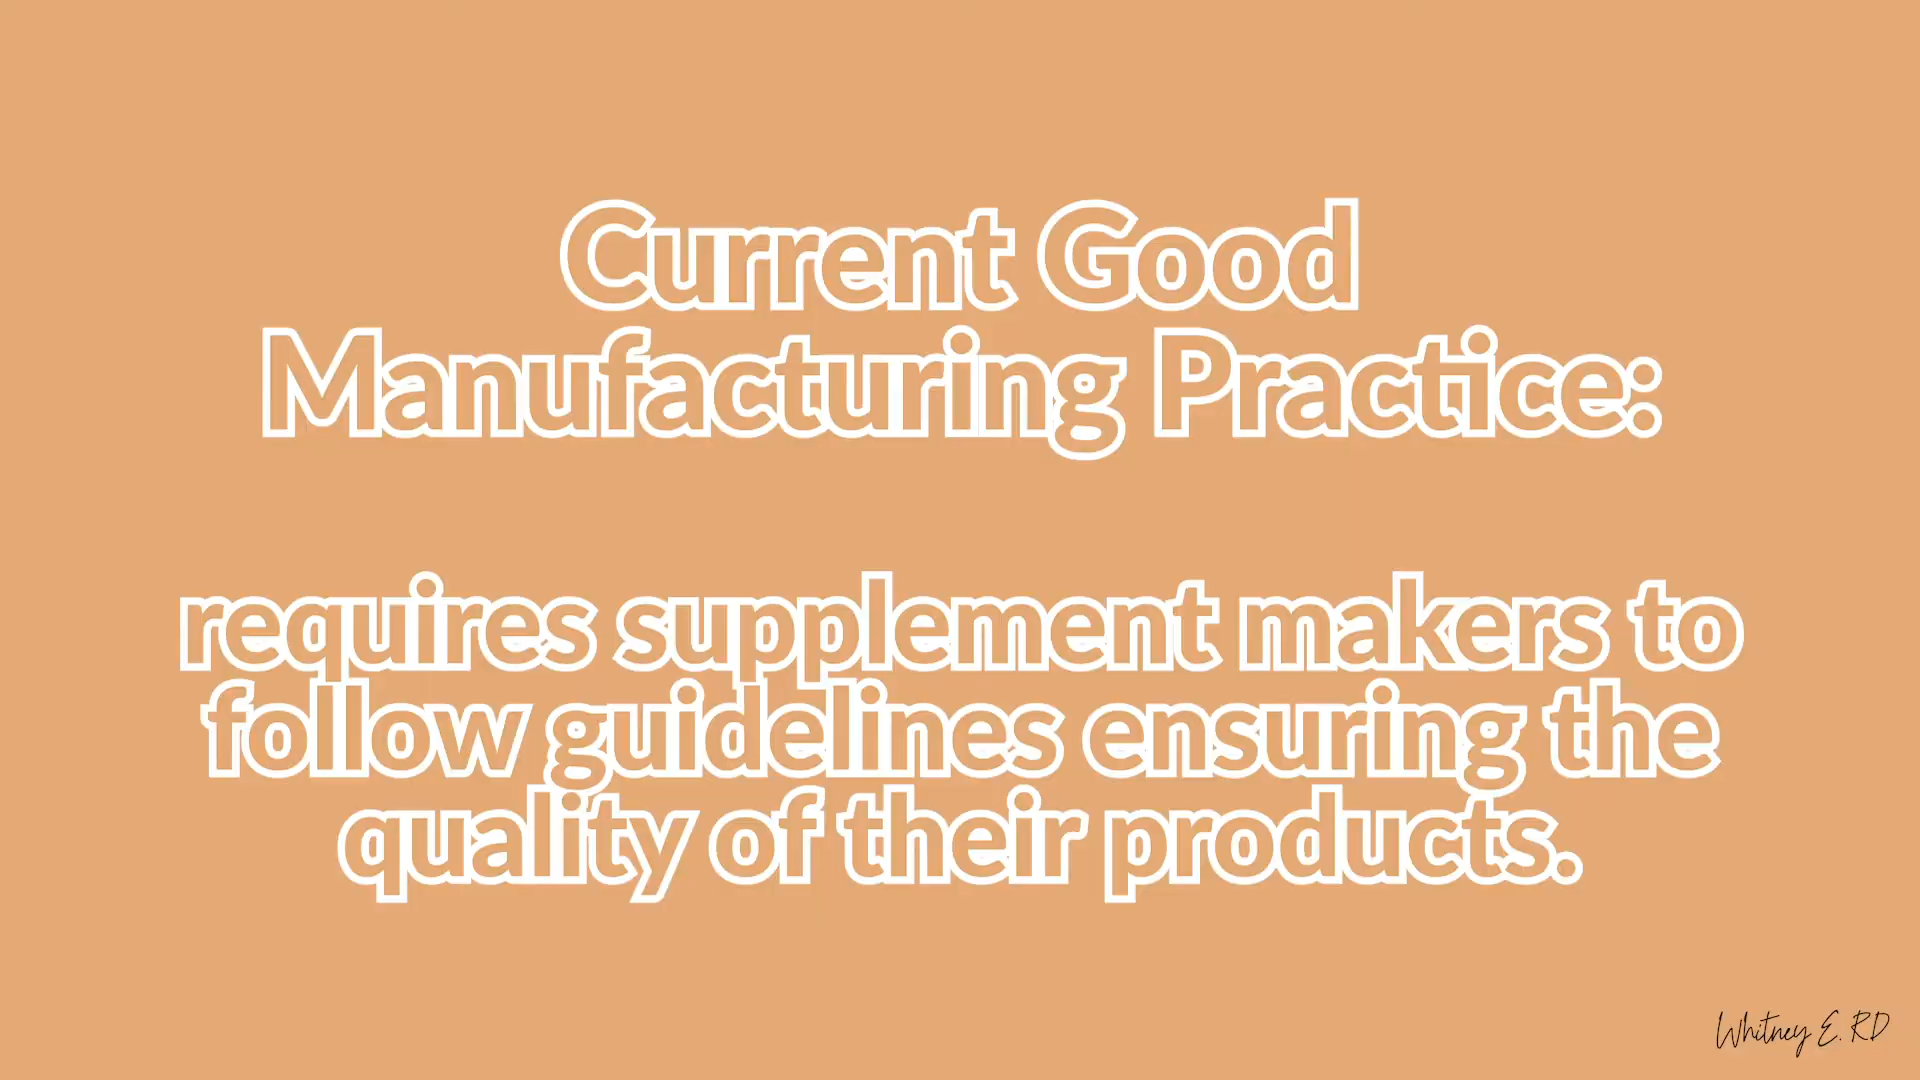 Current Good
Manufacturing Practice:
requires supplement makers to
follow guidelines ensuring the
quality of their products.
Whitney E. RD